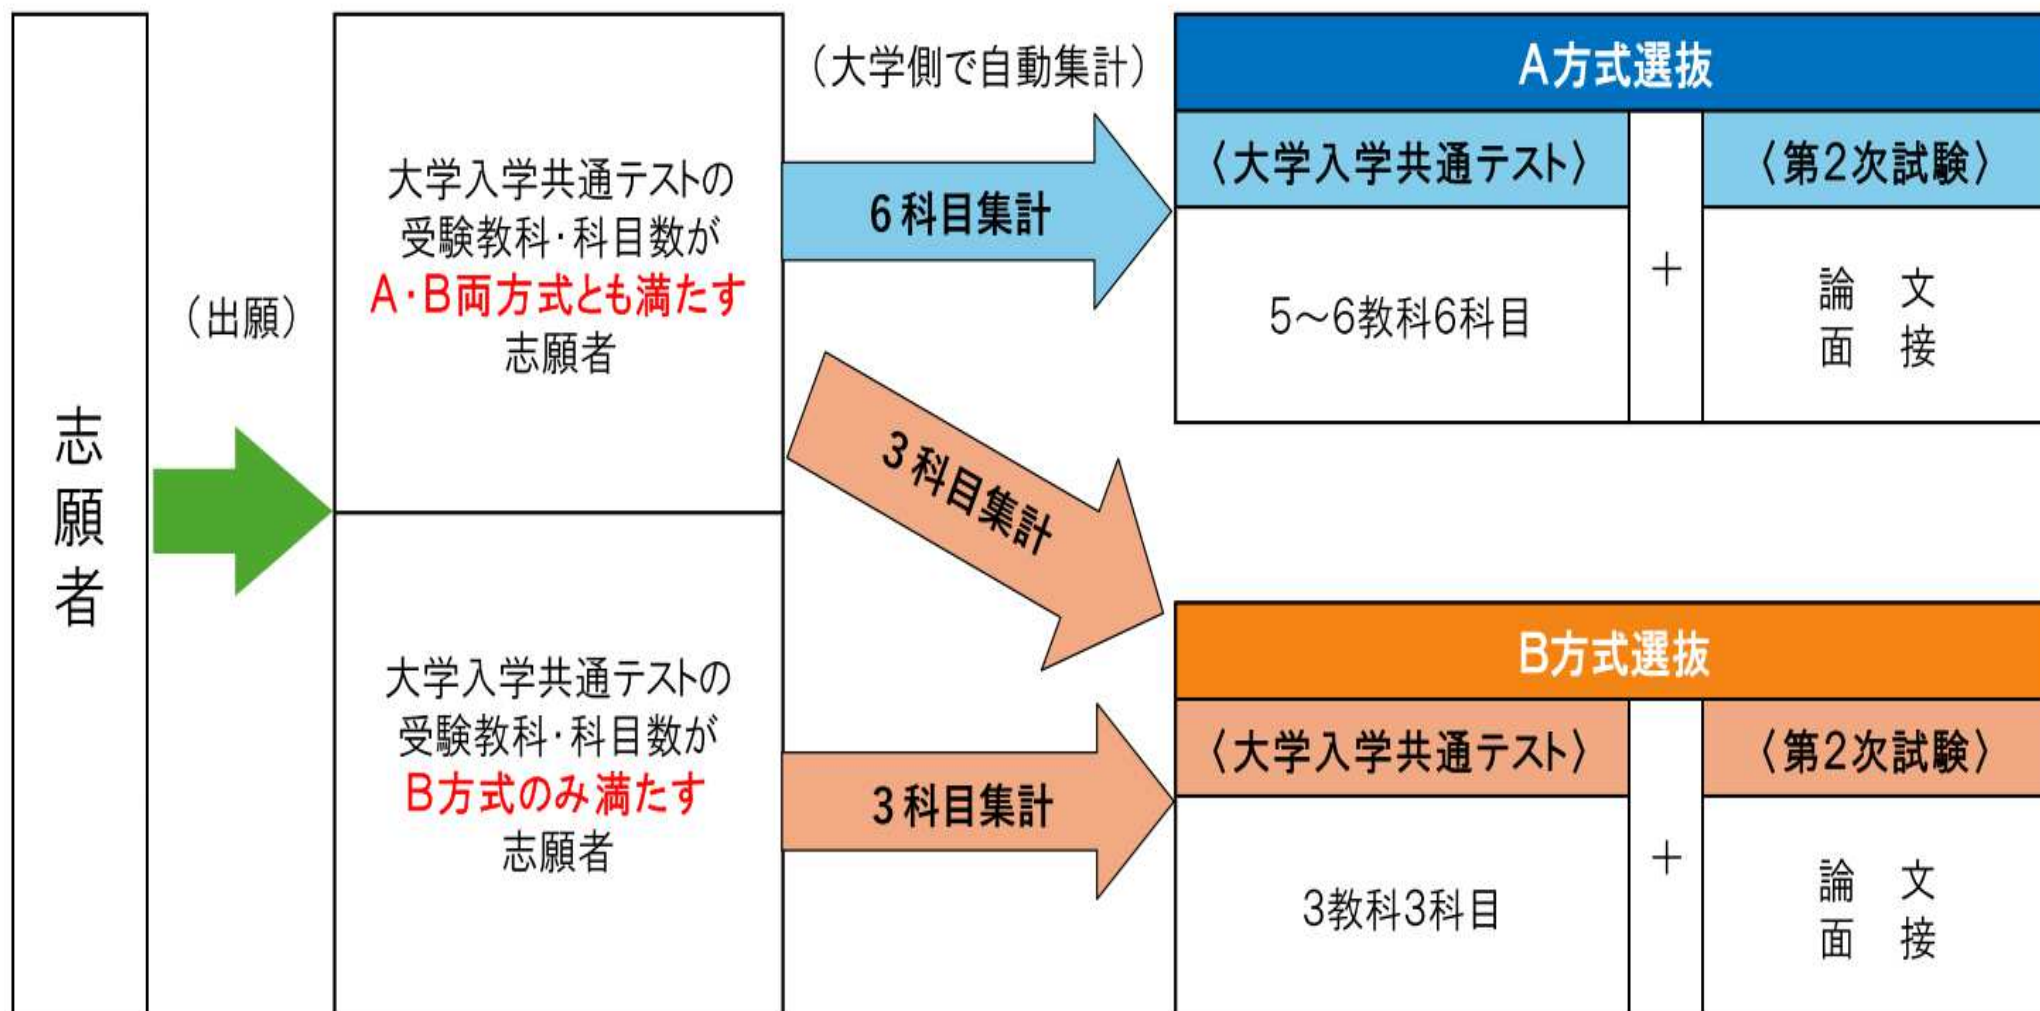 志願者
（出願）
大学入学共通テストの
受験教科・科目数が
A・B両方式とも満たす
志願者
大学入学共通テストの
受験教科・科目数が
B方式のみ満たす
志願者
（大学側で自動集計）
6科目集計
3科目集計
3科目集計
A方式選抜
〈大学入学共通テスト〉
5～6教科6科目
＋
〈第2次試験〉
論　文
面　接
B方式選抜
〈大学入学共通テスト〉
3教科3科目
＋
〈第2次試験〉
論　文
面　接